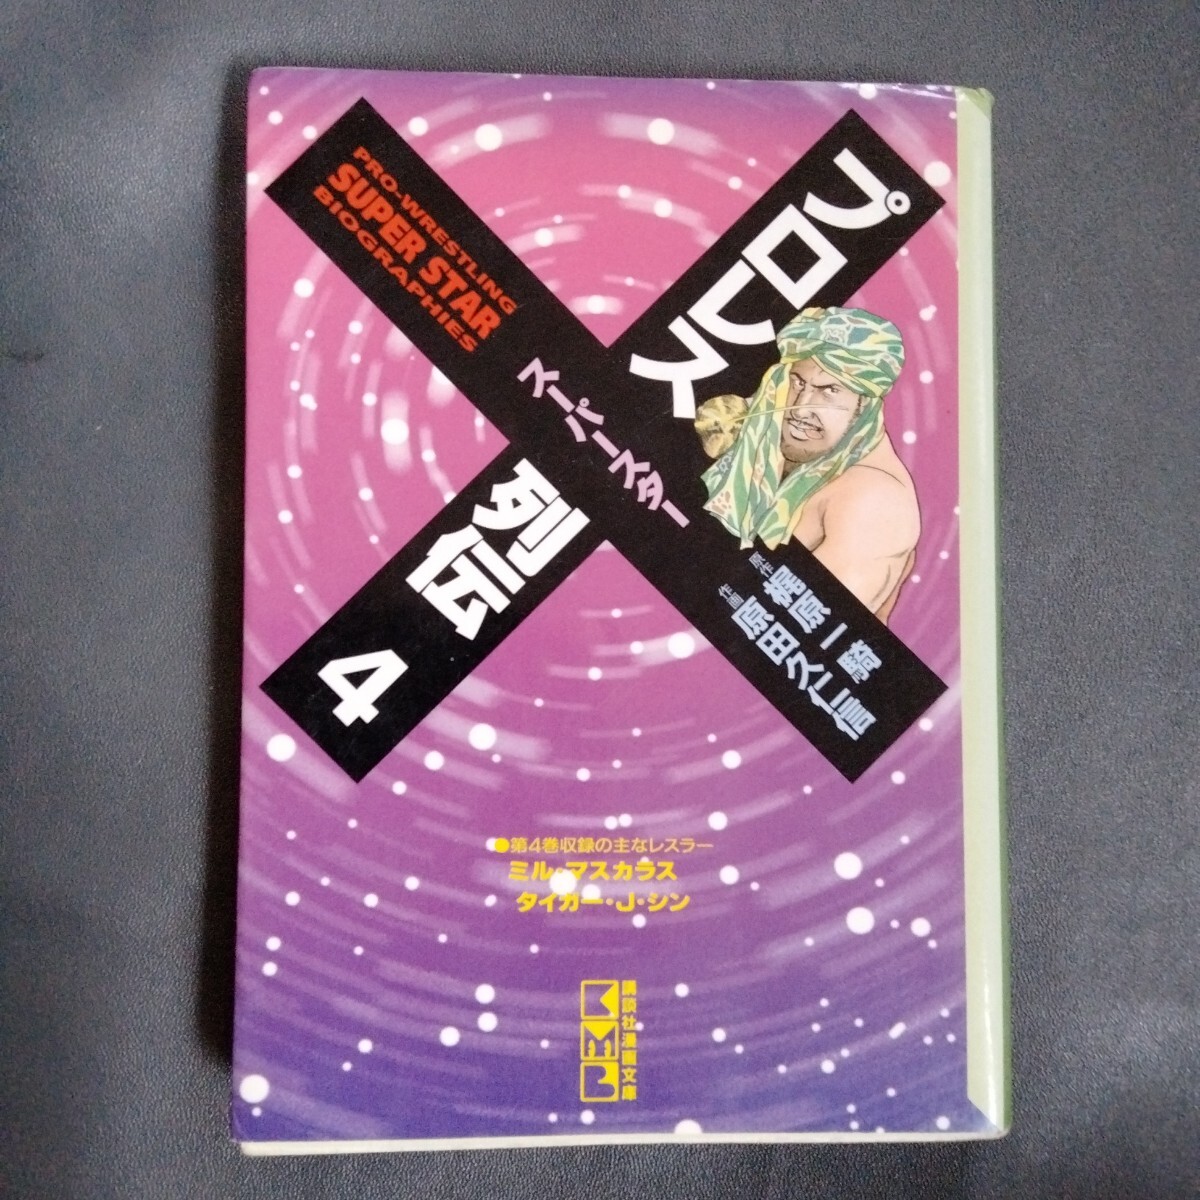 PRO-WRESTLING
SUPER STAR
BIOGRAPHIES
プロレス
スーパースター
列伝
4
原作 梶原一騎
作画 原田久仁信
●第4巻収録の主なレスラー
ミル・マスカラス
タイガー・J・シン
KMB
講談社漫画文庫